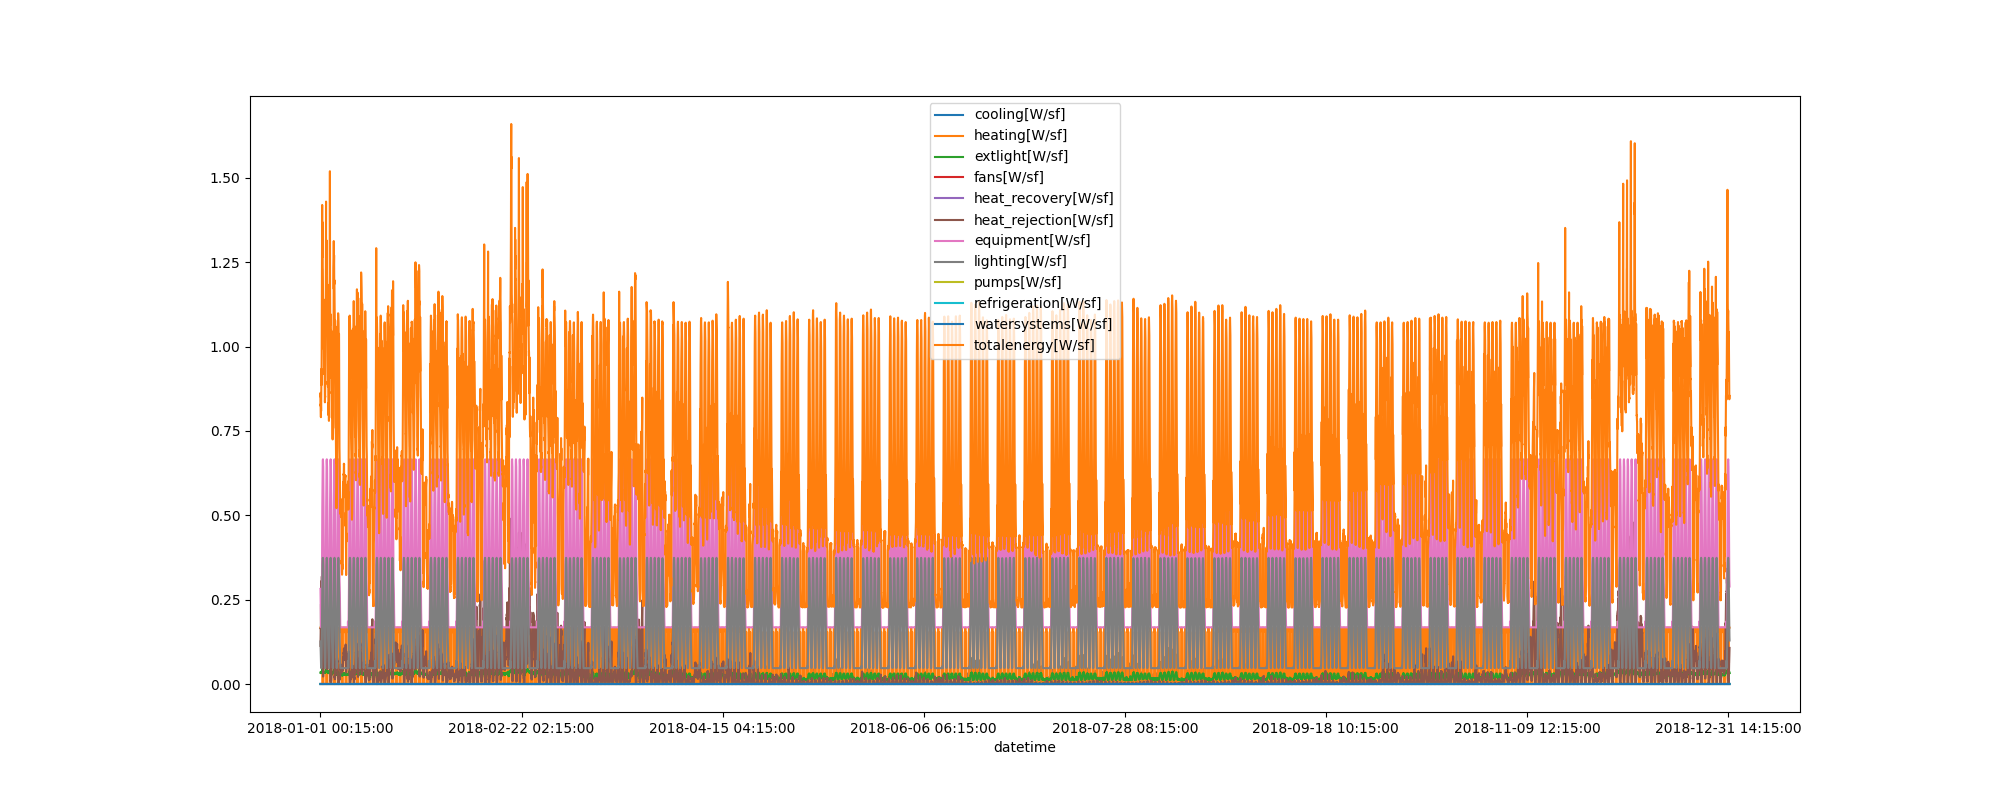 cooling[W/sf]
heating[W/sf]
extlight[W/sf]
fans[W/sf]
heat_recovery[W/sf]
heat_rejection[W/sf]
equipment[W/sf]
lighting[W/sf]
pumps[W/sf]
refrigeration[W/sf]
watersystems[W/sf]
totalenergy[W/sf]
1.50
1.25
1.00
0.75
0.50
0.25
0.00
2018-01-01 00:15:00 2018-02-22 02:15:00 2018-04-15 04:15:00 2018-06-06 06:15:00 2018-07-28 08:15:00 2018-09-18 10:15:00 2018-11-09 12:15:00 2018-12-31 14:15:00
datetime